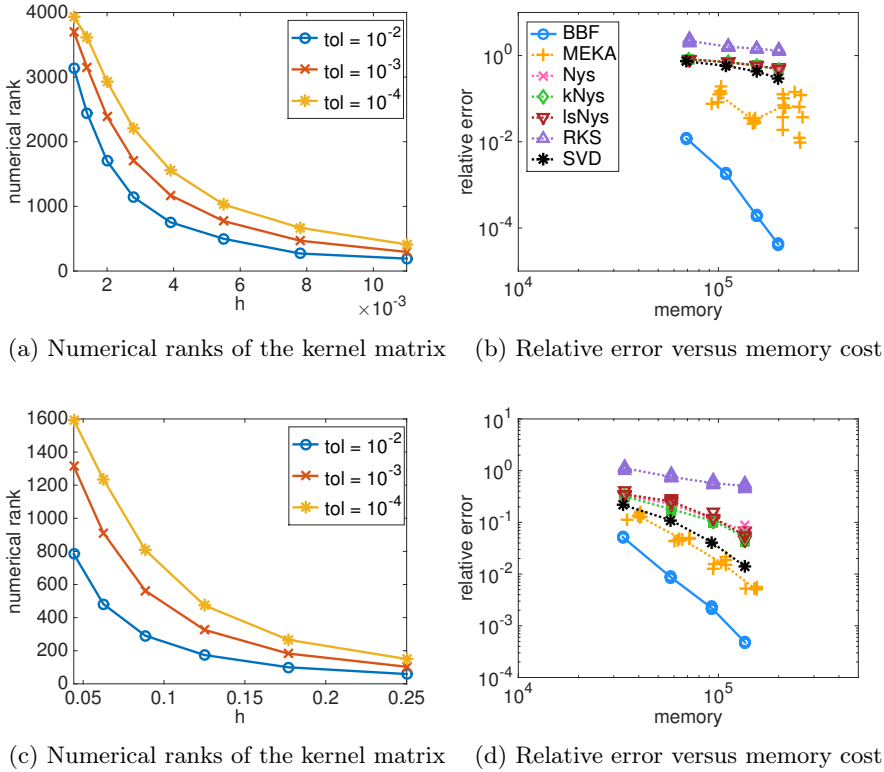 4000
3000
2000
1000
0
numerical rank
2
4
6
8
10
h
×10⁻³
tol = 10⁻²
tol = 10⁻³
tol = 10⁻⁴
(a) Numerical ranks of the kernel matrix
10⁰
10⁻²
10⁻⁴
relative error
10⁴
10⁵
memory
BBF
MEKA
Nys
kNys
lsNys
RKS
SVD
(b) Relative error versus memory cost
1600
1400
1200
1000
800
600
400
200
0
numerical rank
0.05
0.1
0.15
0.2
0.25
h
tol = 10⁻²
tol = 10⁻³
tol = 10⁻⁴
(c) Numerical ranks of the kernel matrix
10¹
10⁰
10⁻¹
10⁻²
10⁻³
10⁻⁴
relative error
10⁴
10⁵
memory
(d) Relative error versus memory cost